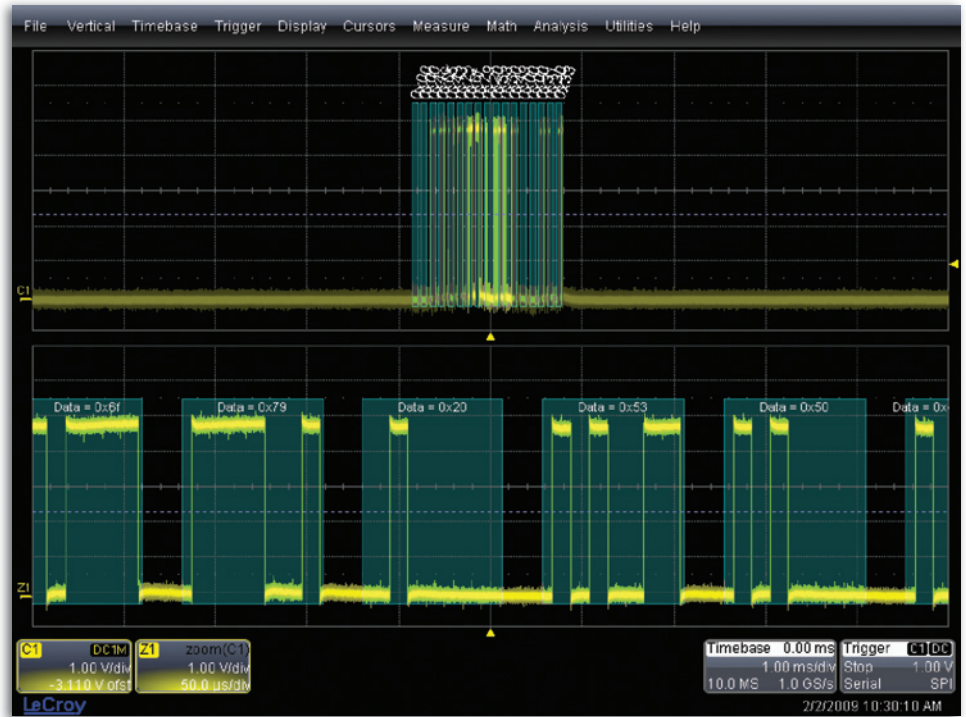 File Vertical Timebase Trigger Display Cursors Measure Math Analysis Utilities Help
C1
Data = 0x6f Data = 0x79 Data = 0x20 Data = 0x53 Data = 0x50 Data = 0x
Z1
C1 DC1M
1.00 V/div
-3.110 V ofst
Z1 zoom(C1)
1.00 V/div
50.0 µs/div
Timebase 0.00 ms
1.00 ms/div
10.0 MS 1.0 GS/s
Trigger C1 DC
Stop 1.00 V
Serial SPI
LeCroy
2/2/2009 10:30:10 AM